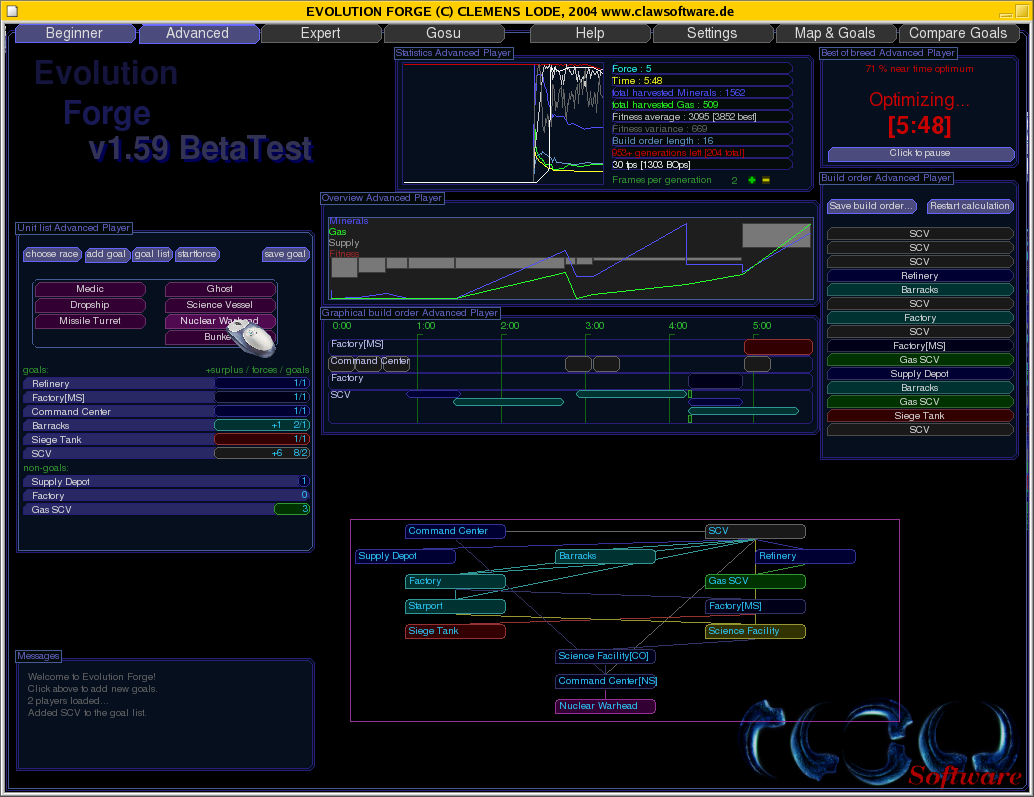 EVOLUTION FORGE (C) CLEMENS LODE, 2004 www.clawsoftware.de
Beginner Advanced Expert Gosu Help Settings Map & Goals Compare Goals
Evolution
Forge
v1.59 BetaTest
Statistics Advanced Player
Force : 5
Time : 5:48
total harvested Minerals : 1562
total harvested Gas : 509
Fitness average : 3095 [3852 best]
Fitness variance : 669
Build order length : 16
953+ generations left [204 total]
30 fps [1303 BOps]
Frames per generation 2
Best of breed Advanced Player
71 % near time optimum
Optimizing...
[5:48]
Click to pause
Unit list Advanced Player
choose race add goal goal list startforce save goal
Medic Ghost
Dropship Science Vessel
Missile Turret Nuclear Warhead
Bunke
goals: +surplus / forces / goals
Refinery 1/1
Factory[MS] 1/1
Command Center 1/1
Barracks +1 2/1
Siege Tank 1/1
SCV +6 8/2
non-goals:
Supply Depot 1
Factory 0
Gas SCV 3
Overview Advanced Player
Minerals
Gas
Supply
Fitness
Graphical build order Advanced Player
0:00 1:00 2:00 3:00 4:00 5:00
Factory[MS]
Command Center
Factory
SCV
Build order Advanced Player
Save build order... Restart calculation
SCV
SCV
SCV
Refinery
Barracks
SCV
Factory
SCV
Factory[MS]
Gas SCV
Supply Depot
Barracks
Gas SCV
Siege Tank
SCV
Command Center SCV
Supply Depot Barracks Refinery
Factory Gas SCV
Starport Factory[MS]
Siege Tank Science Facility
Science Facility[CO]
Command Center[NS]
Nuclear Warhead
Messages
Welcome to Evolution Forge!
Click above to add new goals.
2 players loaded...
Added SCV to the goal list.
CLAW
Software